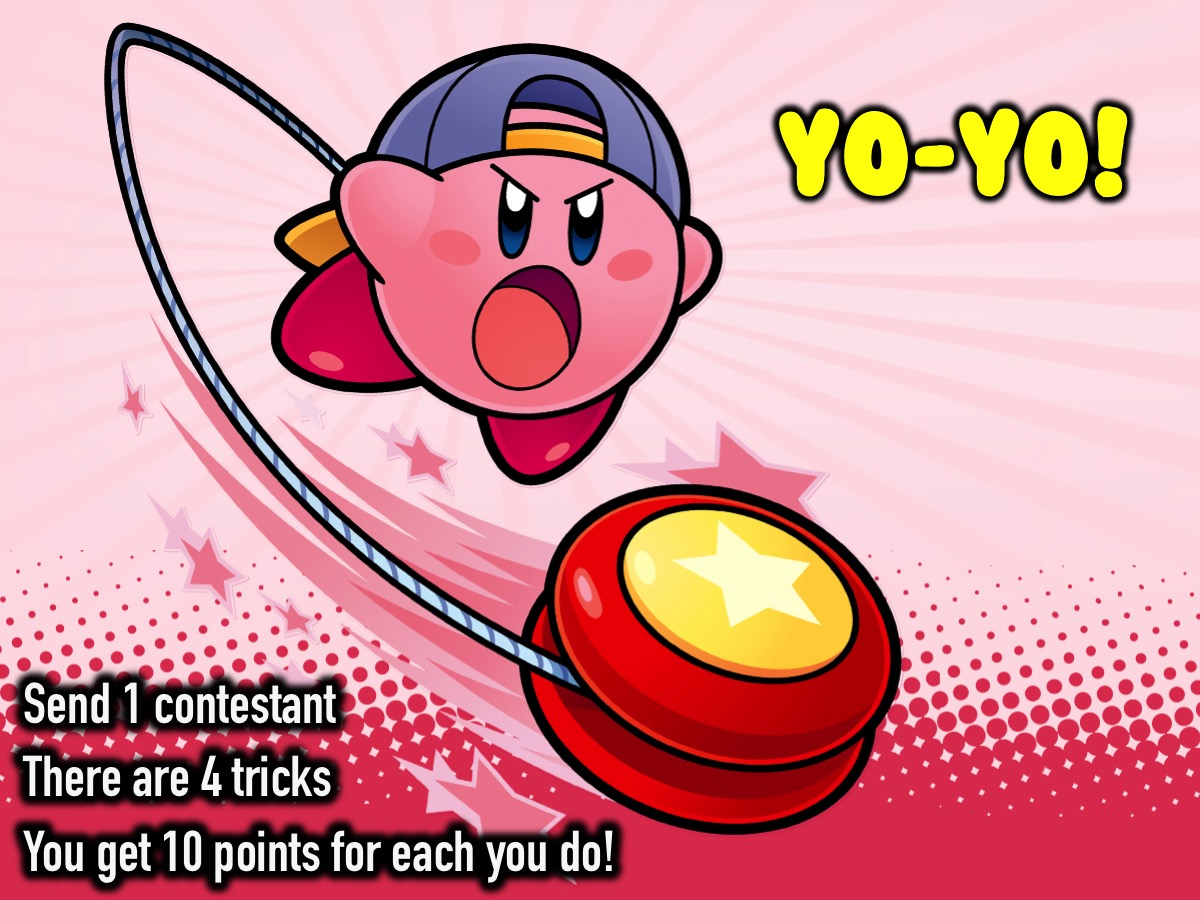 YO-YO!
Send 1 contestant
There are 4 tricks
You get 10 points for each you do!